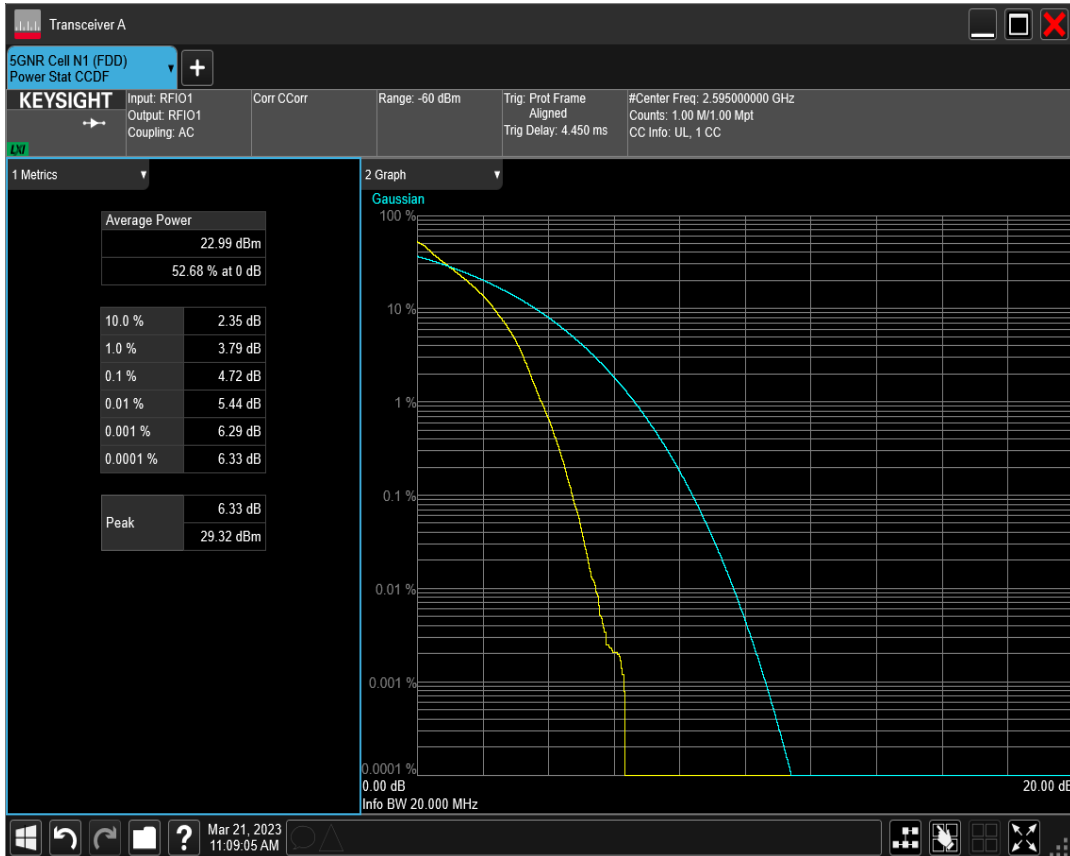 Transceiver A
5GNR Cell N1 (FDD)
Power Stat CCDF
+
KEYSIGHT
LXI
Input: RFIO1
Output: RFIO1
Coupling: AC
Corr CCorr
Range: -60 dBm
Trig: Prot Frame
Aligned
Trig Delay: 4.450 ms
#Center Freq: 2.595000000 GHz
Counts: 1.00 M/1.00 Mpt
CC Info: UL, 1 CC
1 Metrics
Average Power
22.99 dBm
52.68 % at 0 dB
10.0 % 2.35 dB
1.0 % 3.79 dB
0.1 % 4.72 dB
0.01 % 5.44 dB
0.001 % 6.29 dB
0.0001 % 6.33 dB
Peak
6.33 dB
29.32 dBm
2 Graph
Gaussian
100 %
10 %
1 %
0.1 %
0.01 %
0.001 %
0.0001 %
0.00 dB 20.00 dB
Info BW 20.000 MHz
?
Mar 21, 2023
11:09:05 AM